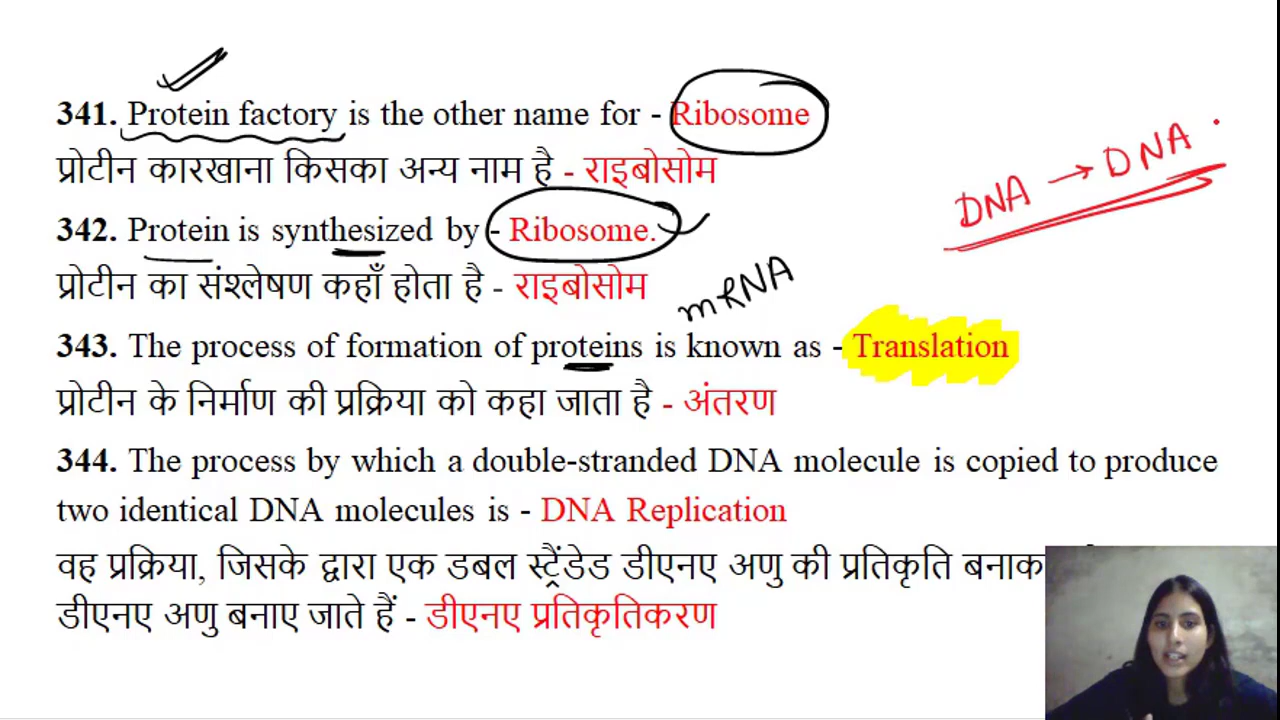 341. Protein factory is the other name for - Ribosome
प्रोटीन कारखाना किसका अन्य नाम है - राइबोसोम
DNA → DNA
342. Protein is synthesized by - Ribosome.
प्रोटीन का संश्लेषण कहाँ होता है - राइबोसोम
mRNA
343. The process of formation of proteins is known as - Translation
प्रोटीन के निर्माण की प्रक्रिया को कहा जाता है - अंतरण
344. The process by which a double-stranded DNA molecule is copied to produce
two identical DNA molecules is - DNA Replication
वह प्रक्रिया, जिसके द्वारा एक डबल स्ट्रैंडेड डीएनए अणु की प्रतिकृति
डीएनए अणु बनाए जाते हैं - डीएनए प्रतिकृतिकरण